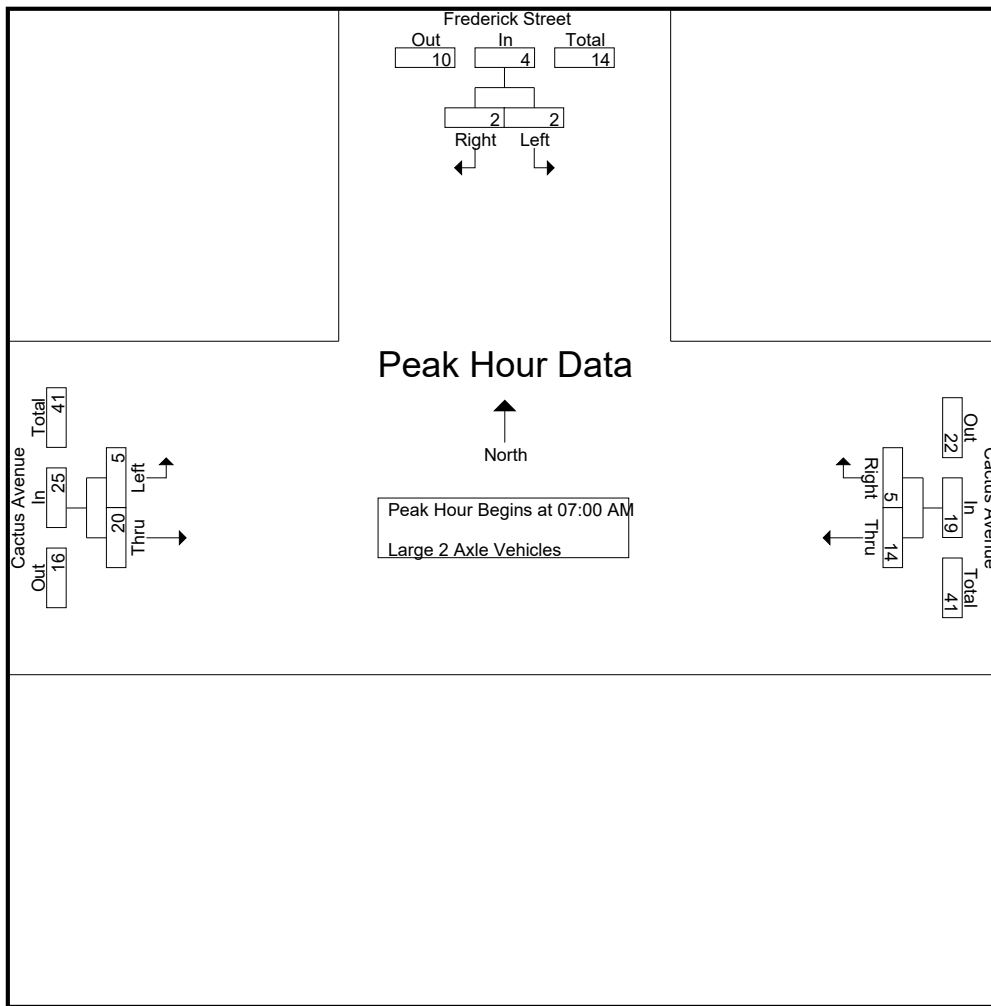 Frederick Street
Out In Total
10 4 14
2 2
Right Left
Peak Hour Data
North
Peak Hour Begins at 07:00 AM
Large 2 Axle Vehicles
Cactus Avenue
Out In Total
16 25 41
Left Thru
5 20
Cactus Avenue
Out In Total
22 19 41
Right Thru
5 14